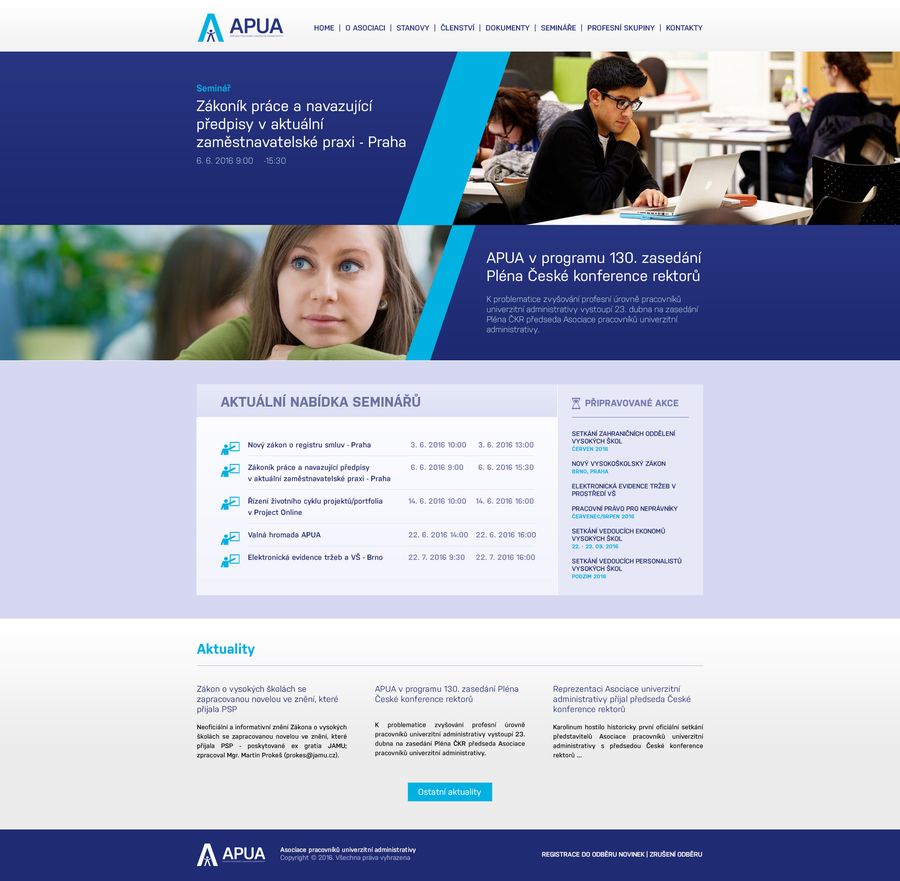 APUA
HOME | O ASOCIACI | STANOVY | ČLENSTVÍ | DOKUMENTY | SEMINÁŘE | PROFESNÍ SKUPINY | KONTAKTY
Seminář
Zákoník práce a navazující
předpisy v aktuální
zaměstnavatelské praxi - Praha
6. 6. 2016 9:00 -15:30
APUA v programu 130. zasedání
Pléna České konference rektorů
K problematice zvyšování profesní úrovně pracovníků
univerzitní administrativy vystoupí 23. dubna na zasedání
Pléna ČKR předseda Asociace pracovníků univerzitní
administrativy.
AKTUÁLNÍ NABÍDKA SEMINÁŘŮ
Nový zákon o registru smluv - Praha 3. 6. 2016 10:00 3. 6. 2016 13:00
Zákoník práce a navazující předpisy 6. 6. 2016 9:00 6. 6. 2016 15:30
v aktuální zaměstnavatelské praxi - Praha
Řízení životního cyklu projektů/portfolia 14. 6. 2016 10:00 14. 6. 2016 16:00
v Project Online
Valná hromada APUA 22. 6. 2016 14:00 22. 6. 2016 16:00
Elektronická evidence tržeb a VŠ - Brno 22. 7. 2016 9:30 22. 7. 2016 16:00
PŘIPRAVOVANÉ AKCE
SETKÁNÍ ZAHRANIČNÍCH ODDĚLENÍ
VYSOKÝCH ŠKOL
ČERVEN 2016
NOVÝ VYSOKOŠKOLSKÝ ZÁKON
BRNO, PRAHA
ELEKTRONICKÁ EVIDENCE TRŽEB V
PROSTŘEDÍ VŠ
PRACOVNÍ PRÁVO PRO NEPRÁVNÍKY
ČERVENEC/SRPEN 2016
SETKÁNÍ VEDOUCÍCH EKONOMŮ
VYSOKÝCH ŠKOL
22. - 23. 09. 2016
SETKÁNÍ VEDOUCÍCH PERSONALISTŮ
VYSOKÝCH ŠKOL
PODZIM 2016
Aktuality
Zákon o vysokých školách se
zapracovanou novelou ve znění, které
přijala PSP
Neoficiální a informativní znění Zákona o vysokých
školách se zapracovanou novelou ve znění, které
přijala PSP - poskytované ex gratia JAMU;
zpracoval Mgr. Martin Prokeš (prokes@jamu.cz).
APUA v programu 130. zasedání Pléna
České konference rektorů
K problematice zvyšování profesní úrovně
pracovníků univerzitní administrativy vystoupí 23.
dubna na zasedání Pléna ČKR předseda Asociace
pracovníků univerzitní administrativy.
Reprezentaci Asociace univerzitní
administrativy přijal předseda České
konference rektorů
Karolinum hostilo historicky první oficiální setkání
představitelů Asociace pracovníků univerzitní
administrativy s předsedou České konference
rektorů ...
Ostatní aktuality
APUA
Asociace pracovníků univerzitní administrativy
Copyright © 2016. Všechna práva vyhrazena
REGISTRACE DO ODBĚRU NOVINEK | ZRUŠENÍ ODBĚRU